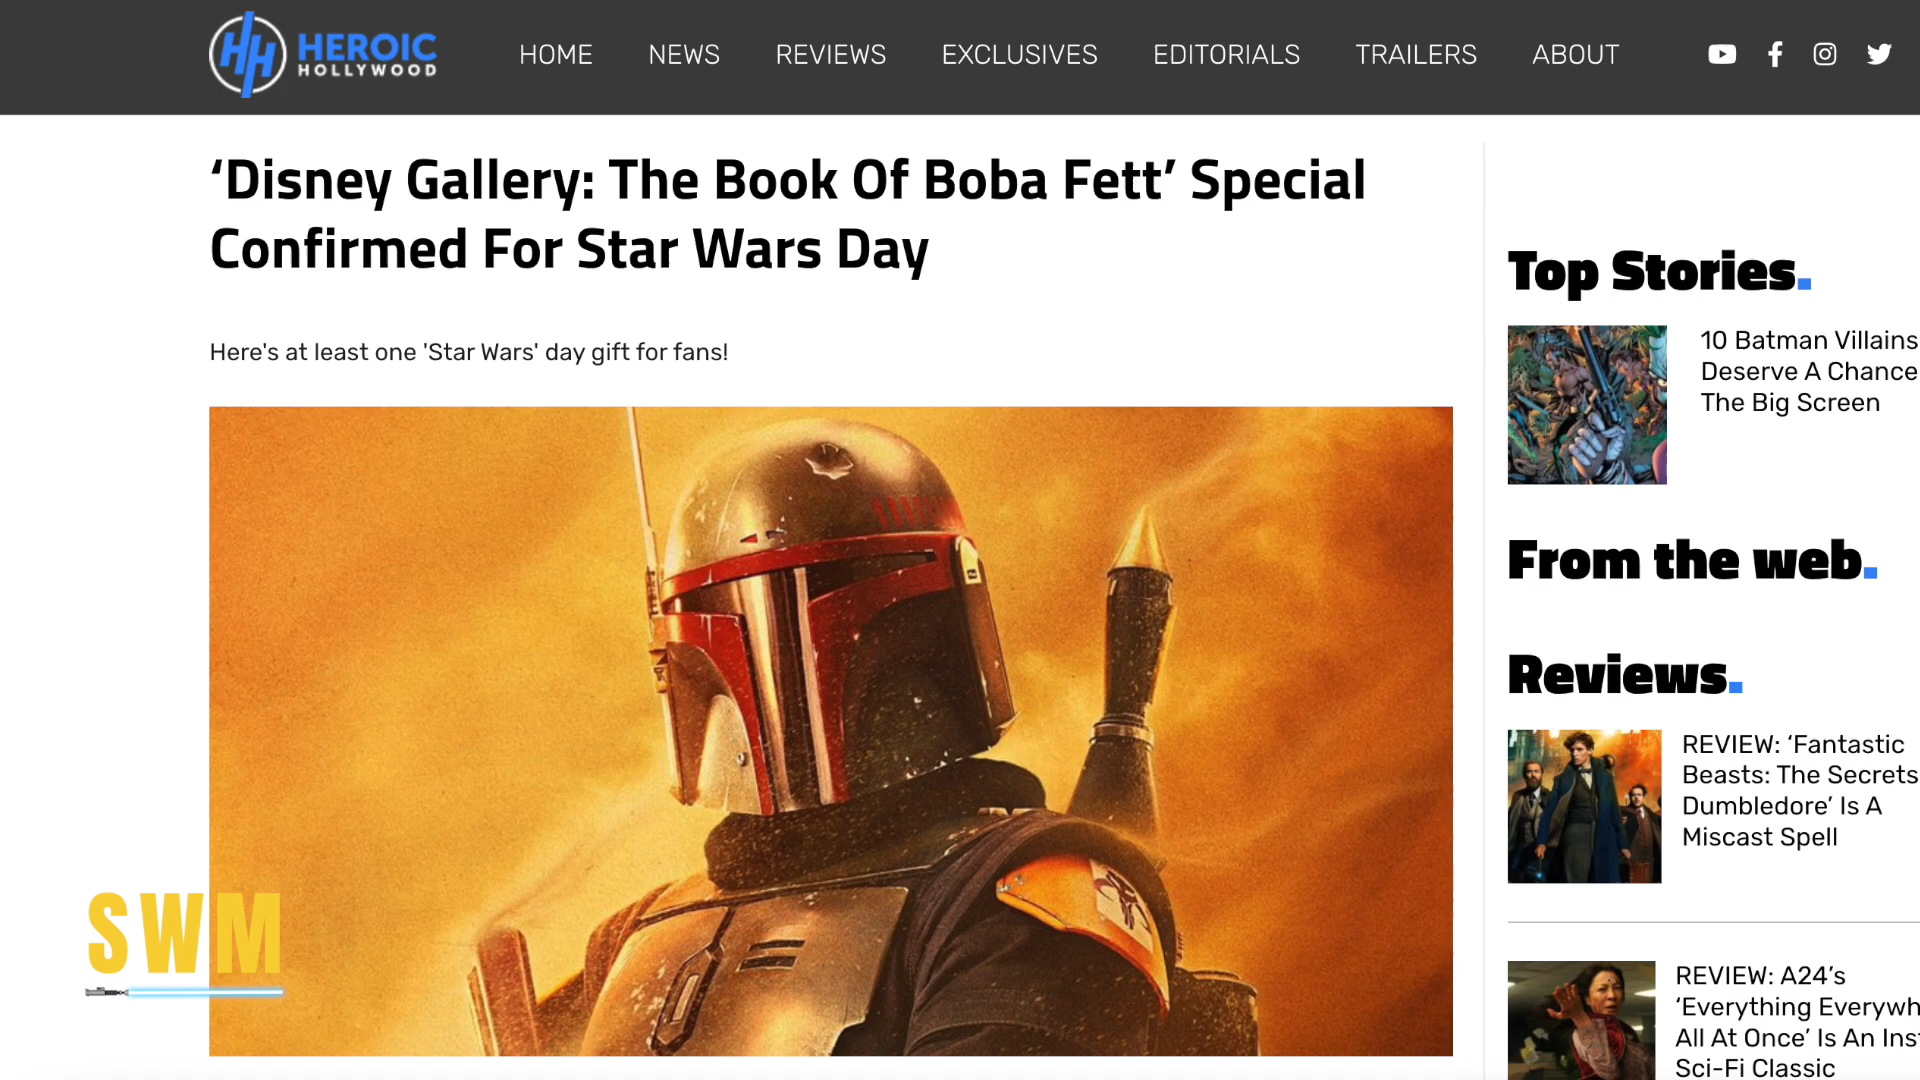 HEROIC
HOLLYWOOD
HOME
NEWS
REVIEWS
EXCLUSIVES
EDITORIALS
TRAILERS
ABOUT
‘Disney Gallery: The Book Of Boba Fett’ Special
Confirmed For Star Wars Day
Here's at least one 'Star Wars' day gift for fans!
SWM
Top Stories.
10 Batman Villains
Deserve A Chance
The Big Screen
From the web.
Reviews.
REVIEW: ‘Fantastic
Beasts: The Secrets
Dumbledore’ Is A
Miscast Spell
REVIEW: A24’s
‘Everything Everywh
All At Once’ Is An Ins
Sci-Fi Classic